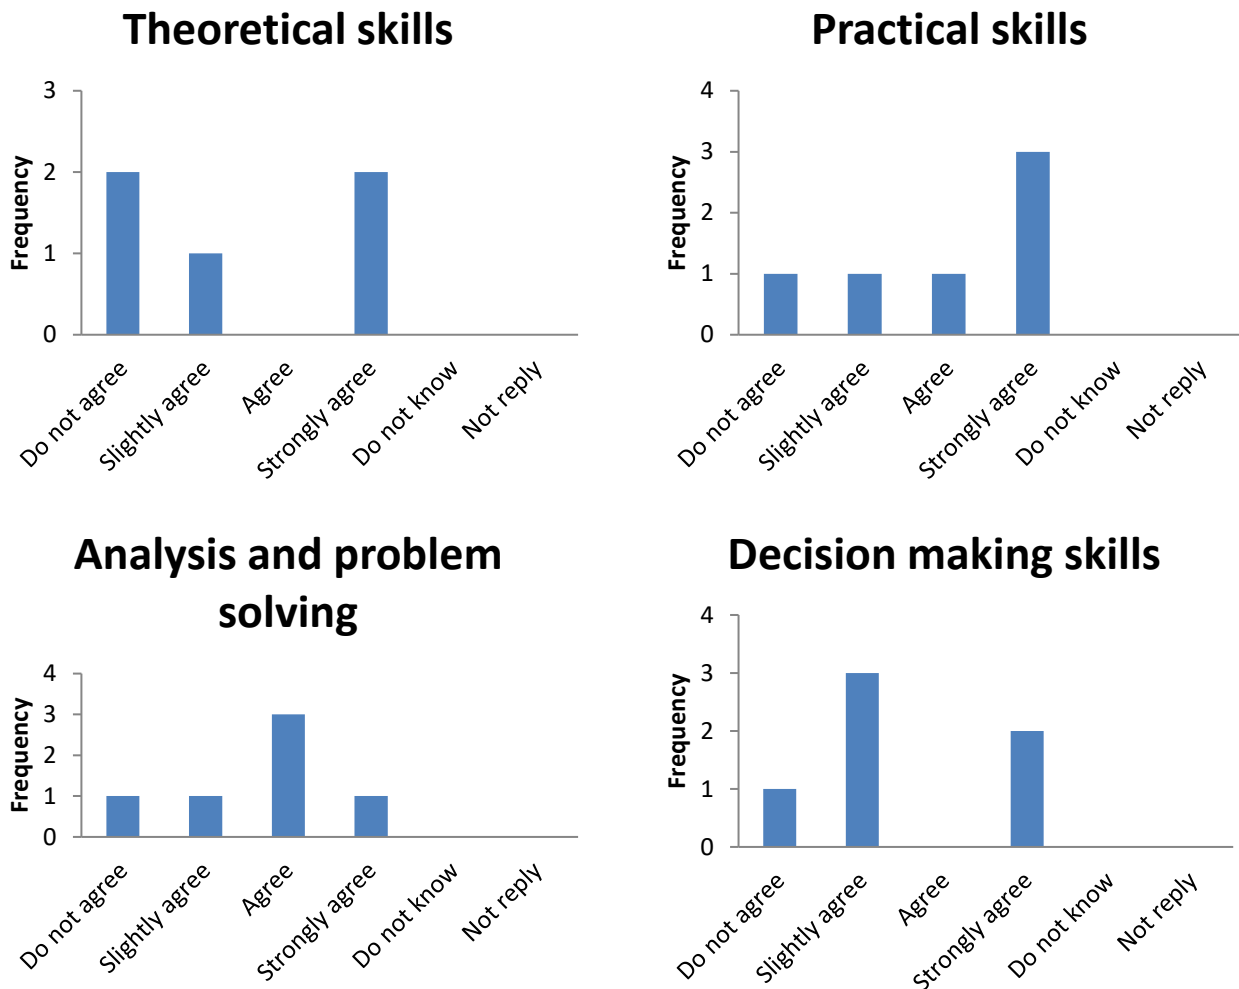 Theoretical skills
3
2
1
0
Frequency
Do not agree
Slightly agree
Agree
Strongly agree
Do not know
Not reply
Practical skills
4
3
2
1
0
Frequency
Do not agree
Slightly agree
Agree
Strongly agree
Do not know
Not reply
Analysis and problem
solving
4
3
2
1
0
Frequency
Do not agree
Slightly agree
Agree
Strongly agree
Do not know
Not reply
Decision making skills
4
3
2
1
0
Frequency
Do not agree
Slightly agree
Agree
Strongly agree
Do not know
Not reply